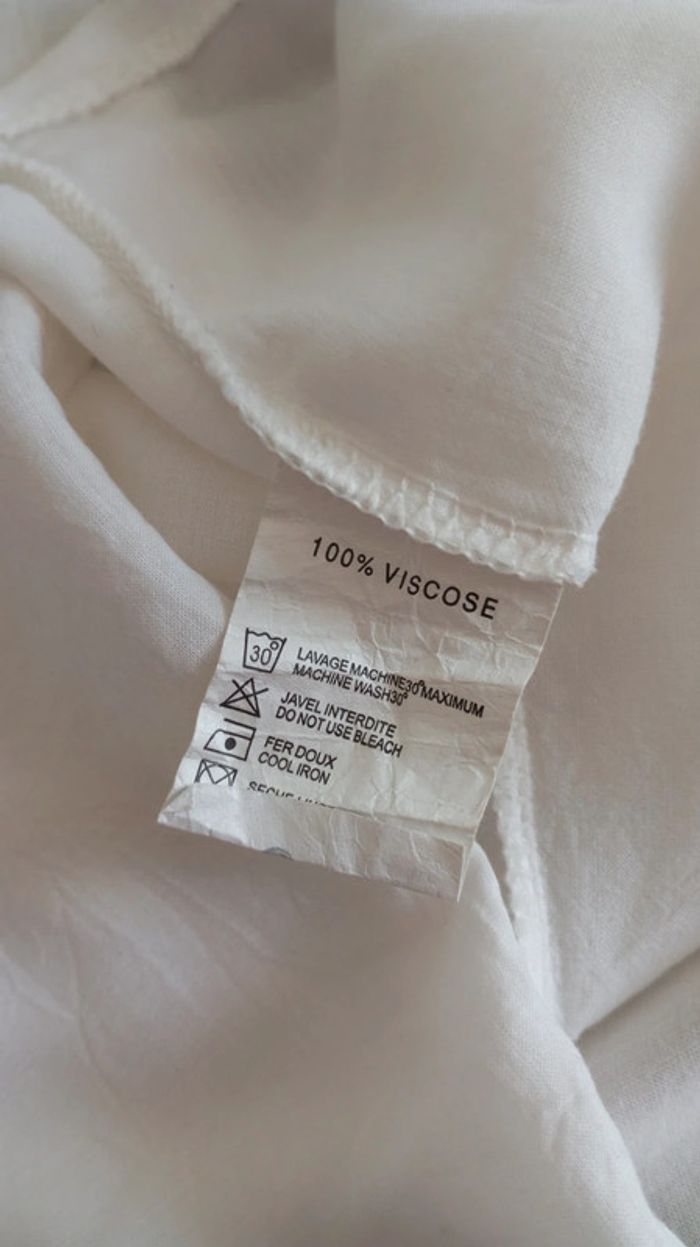 100% VISCOSE
30°
LAVAGE MACHINE30°MAXIMUM
MACHINE WASH30°
JAVEL INTERDITE
DO NOT USE BLEACH
FER DOUX
COOL IRON